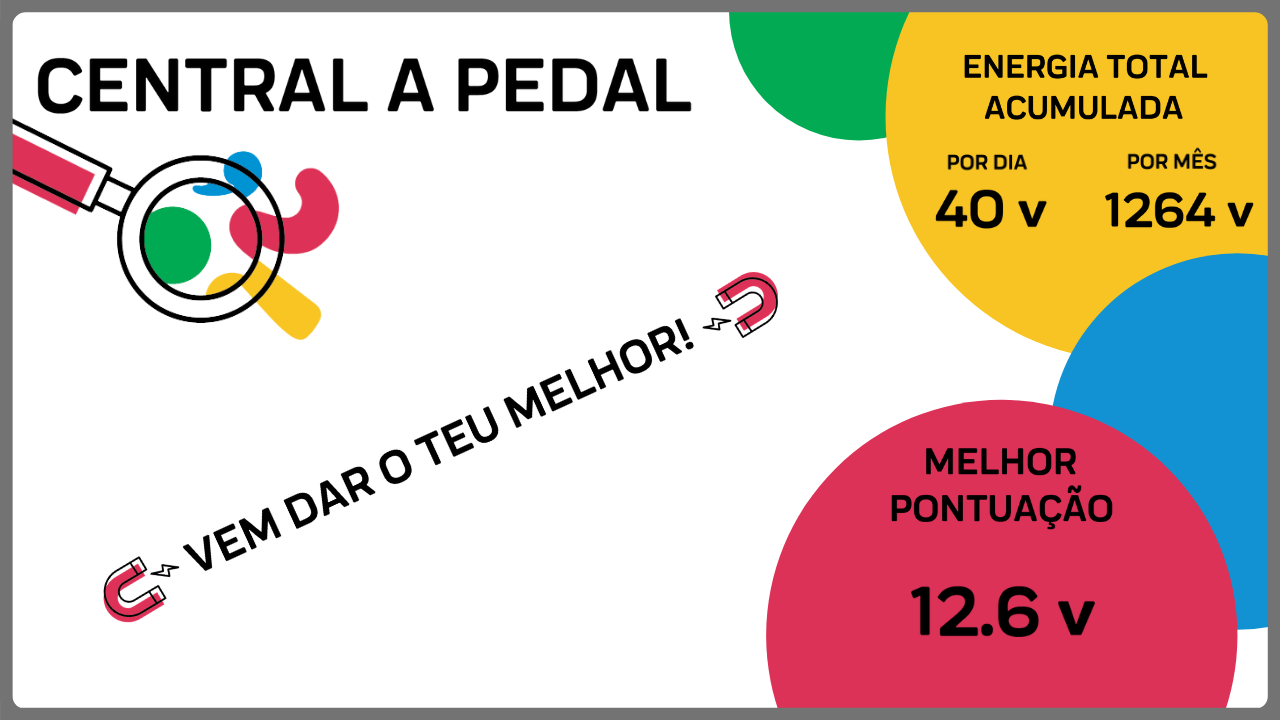 CENTRAL A PEDAL
ENERGIA TOTAL
ACUMULADA
POR DIA
40 v
POR MÊS
1264 v
VEM DAR O TEU MELHOR!
MELHOR
PONTUAÇÃO
12.6 v